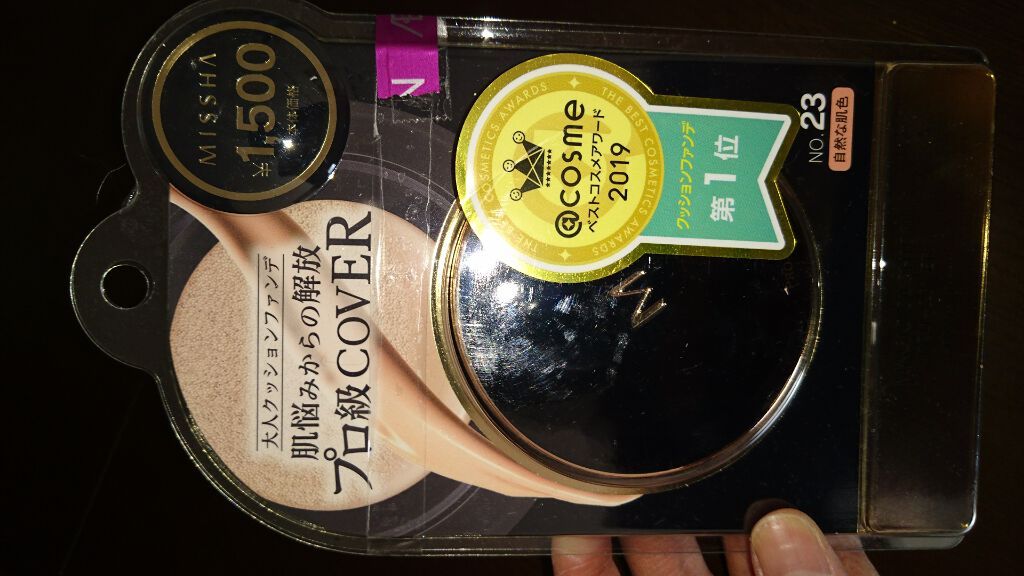 MISSHA
¥1,500
大人クッションファンデ
肌悩みからの解放
プロ級COVER
THE BEST COSMETICS AWARDS
@cosme
ベストコスメアワード
2019
クッションファンデ
第1位
M
NO.23
自然な肌色